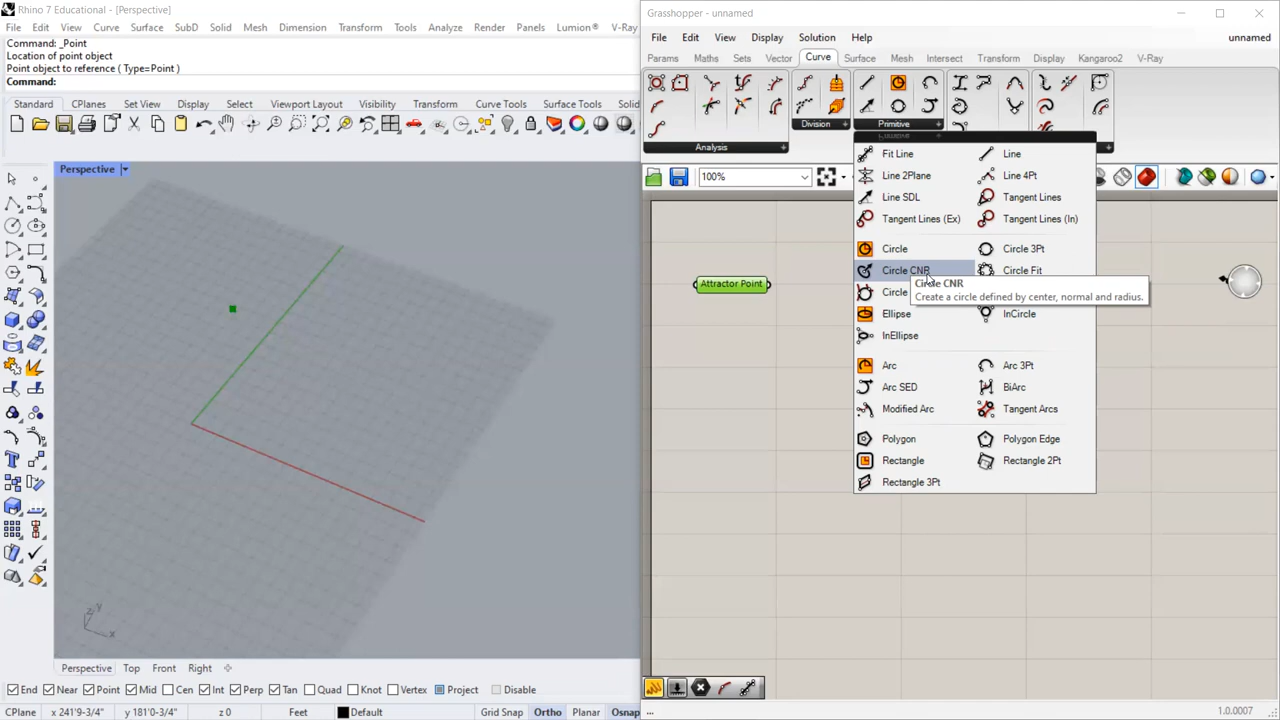 Rhino 7 Educational - [Perspective]
File Edit View Curve Surface SubD Solid Mesh Dimension Transform Tools Analyze Render Panels Lumion® V-Ray
Command: _Point
Location of point object
Point object to reference ( Type=Point )
Command:
Standard CPlanes Set View Display Select Viewport Layout Visibility Transform Curve Tools Surface Tools Solid
Perspective
z y
x
Perspective Top Front Right
End Near Point Mid Cen Int Perp Tan Quad Knot Vertex Project Disable
CPlane x 241'9-3/4" y 181'0-3/4" z 0 Feet Default Grid Snap Ortho Planar Osnap
Grasshopper - unnamed
File Edit View Display Solution Help unnamed
Params Maths Sets Vector Curve Surface Mesh Intersect Transform Display Kangaroo2 V-Ray
Analysis Division Primitive
100%
Attractor Point
Fit Line Line
Line 2Plane Line 4Pt
Line SDL Tangent Lines
Tangent Lines (Ex) Tangent Lines (In)
Circle Circle 3Pt
Circle CNR Circle Fit
Circle
Circle CNR
Create a circle defined by center, normal and radius.
Ellipse InCircle
InEllipse
Arc Arc 3Pt
Arc SED BiArc
Modified Arc Tangent Arcs
Polygon Polygon Edge
Rectangle Rectangle 2Pt
Rectangle 3Pt
...
1.0.0007